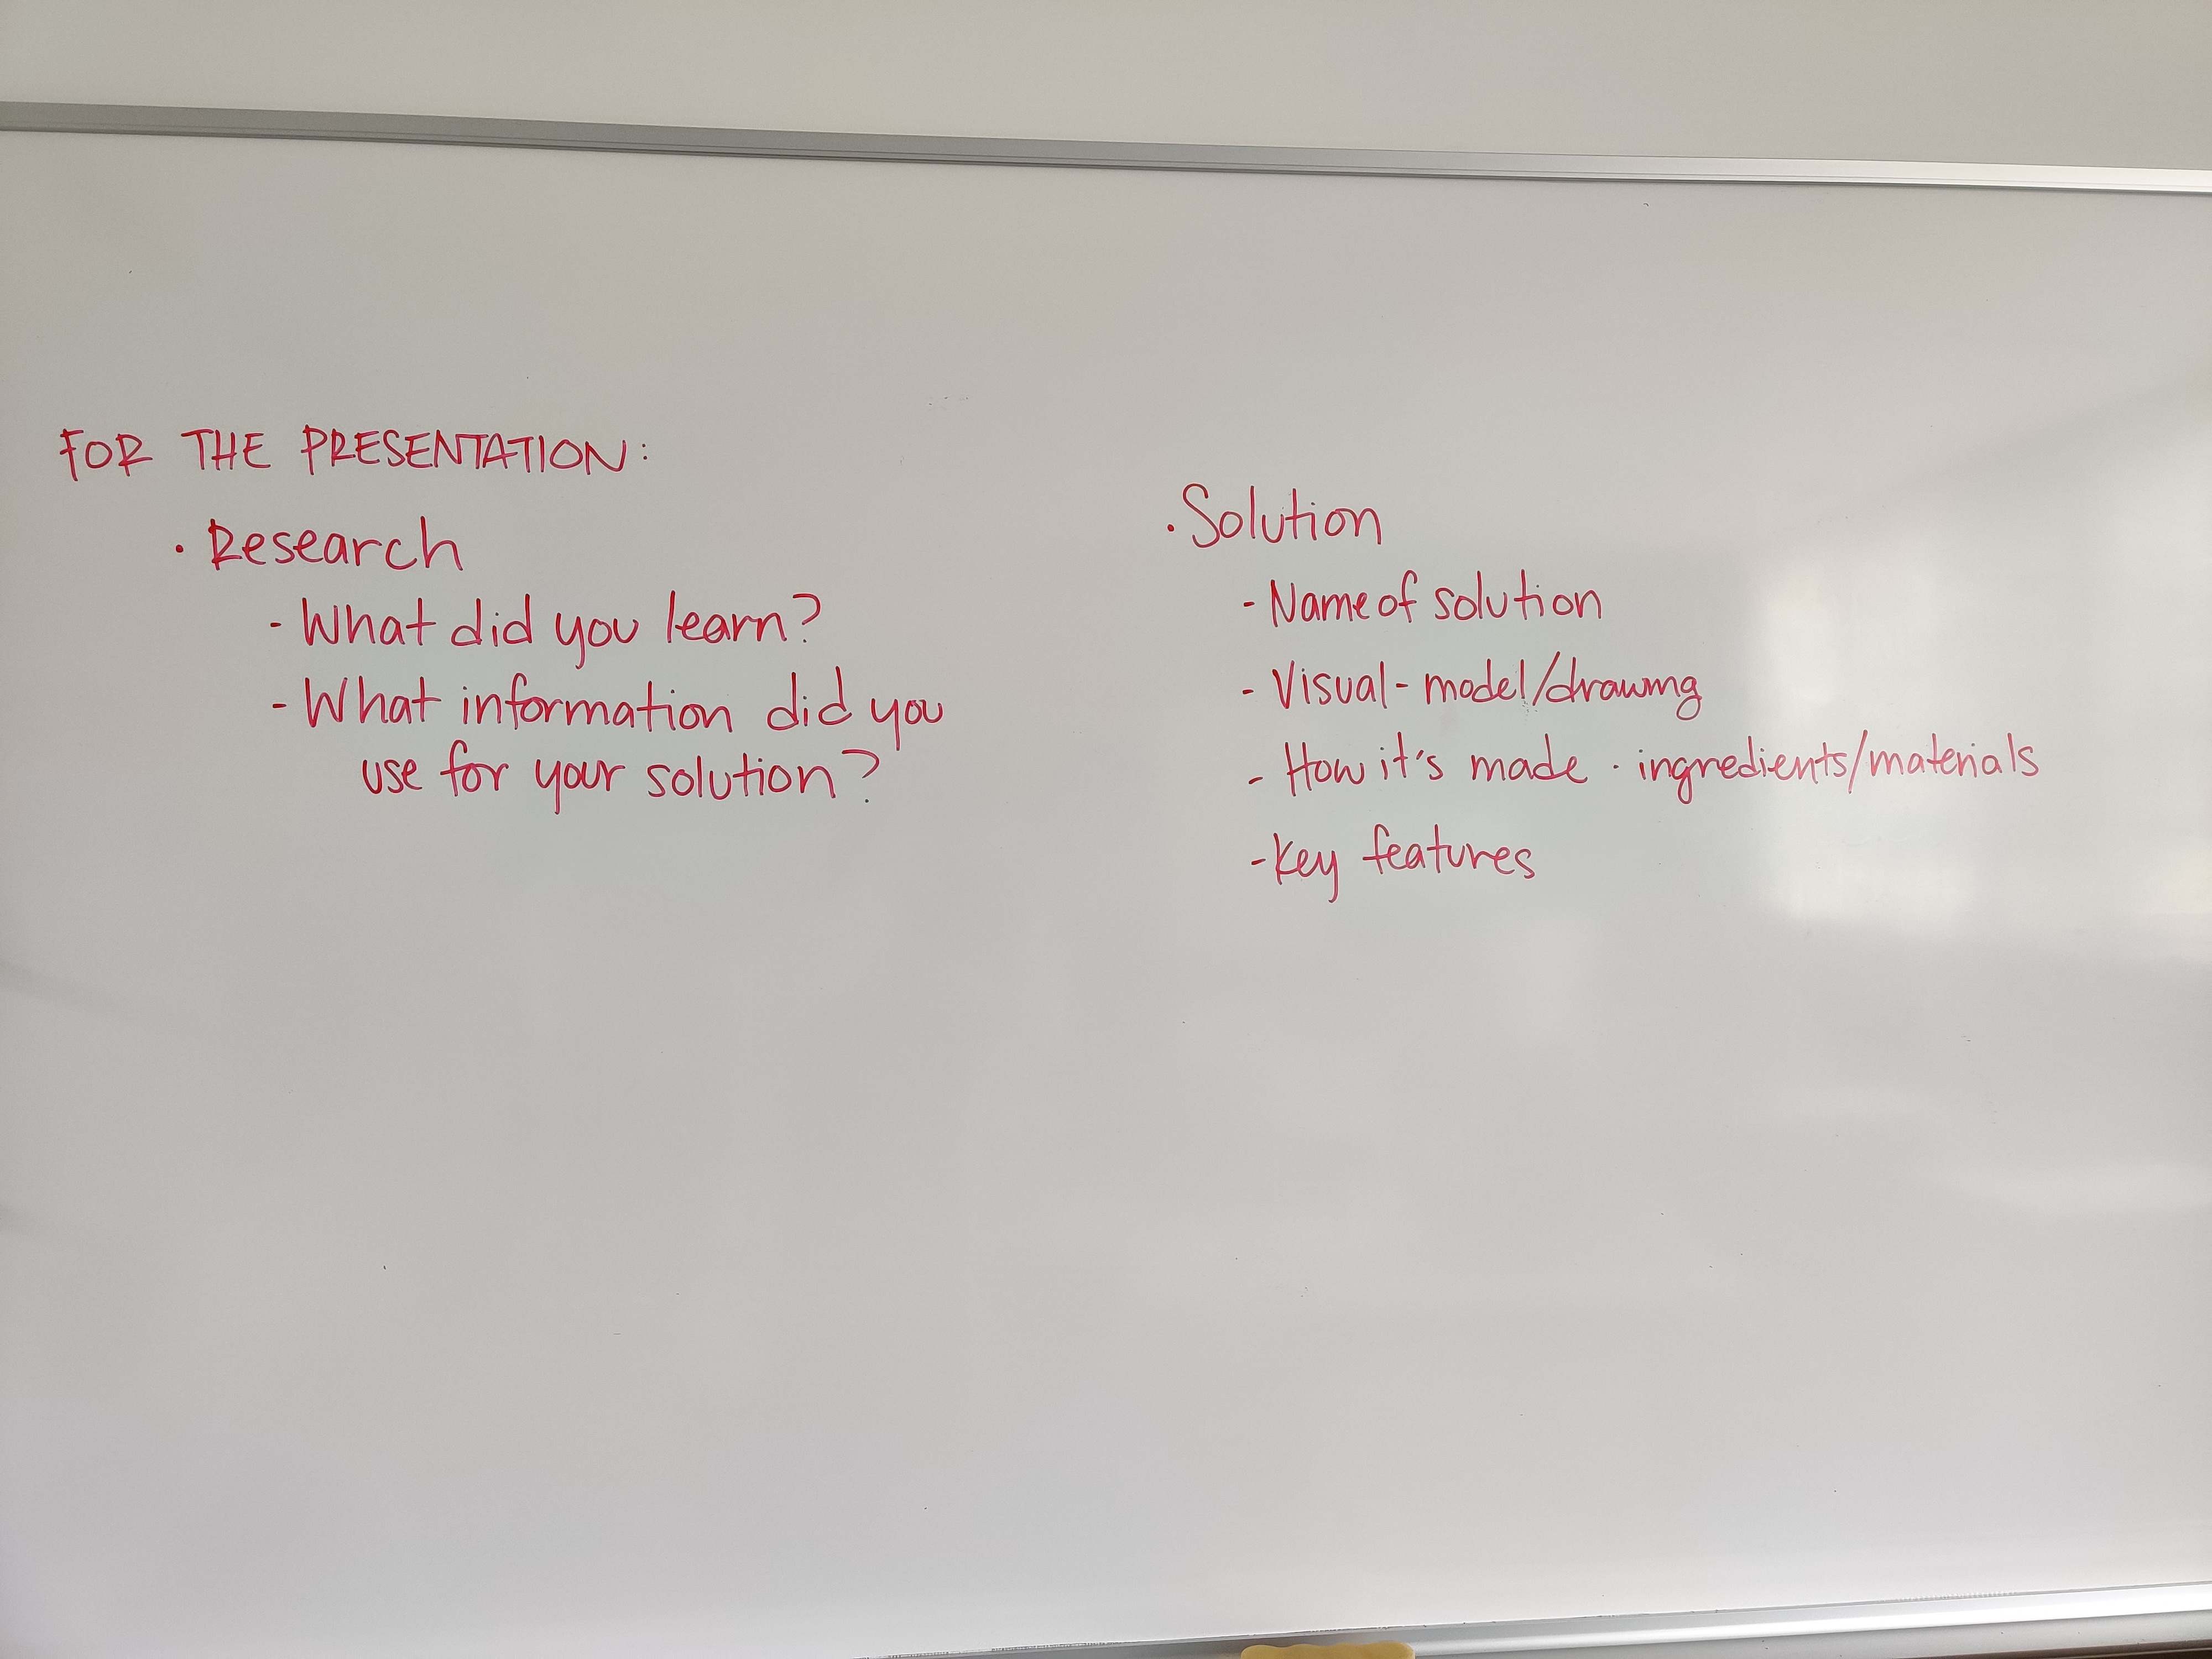 FOR THE PRESENTATION:
· Research
- What did you learn?
- What information did you
use for your solution?
· Solution
- Name of solution
- Visual - model/drawing
- How it's made · ingredients/materials
- Key features